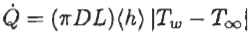 Q̇ = (πDL)⟨h⟩ |T_w − T_∞|